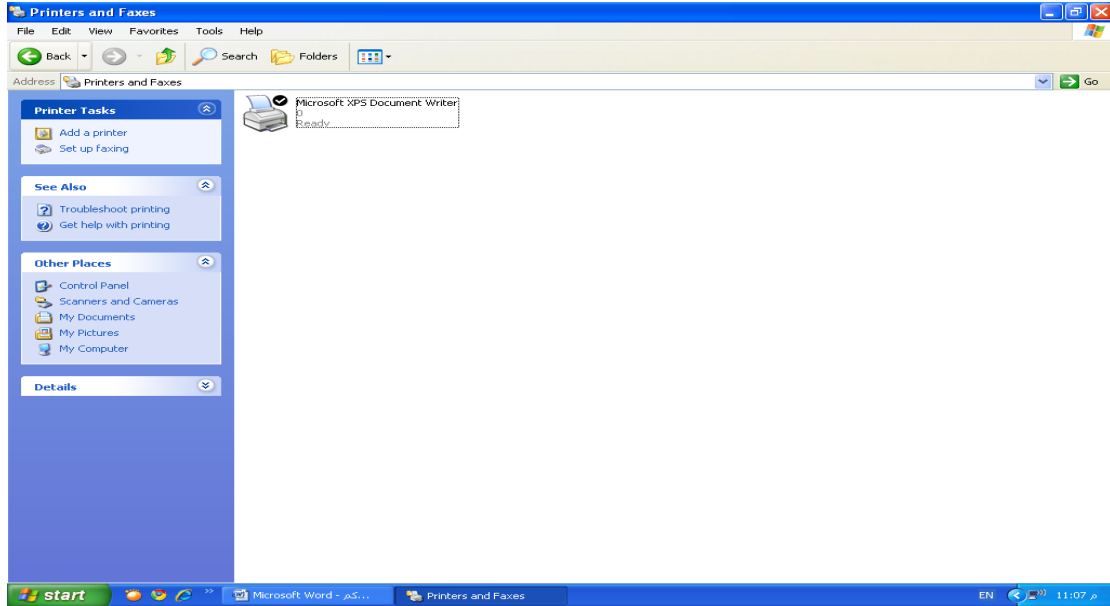 Printers and Faxes
File Edit View Favorites Tools Help
Back Search Folders
Address Printers and Faxes Go
Printer Tasks
Add a printer
Set up faxing
See Also
Troubleshoot printing
Get help with printing
Other Places
Control Panel
Scanners and Cameras
My Documents
My Pictures
My Computer
Details
Microsoft XPS Document Writer
0
Ready
start Microsoft Word - كم... Printers and Faxes EN 11:07 م